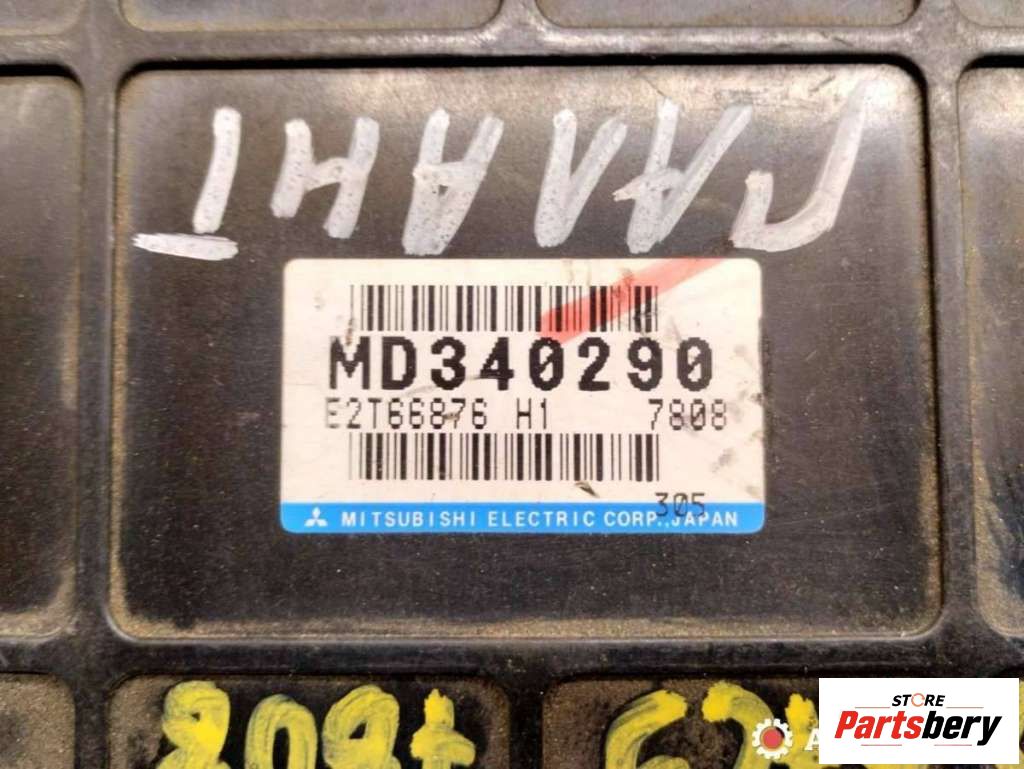 ГАЛАНТ
MD340290
E2T66876 H1 7808
305
MITSUBISHI ELECTRIC CORP., JAPAN
STORE
Partsbery